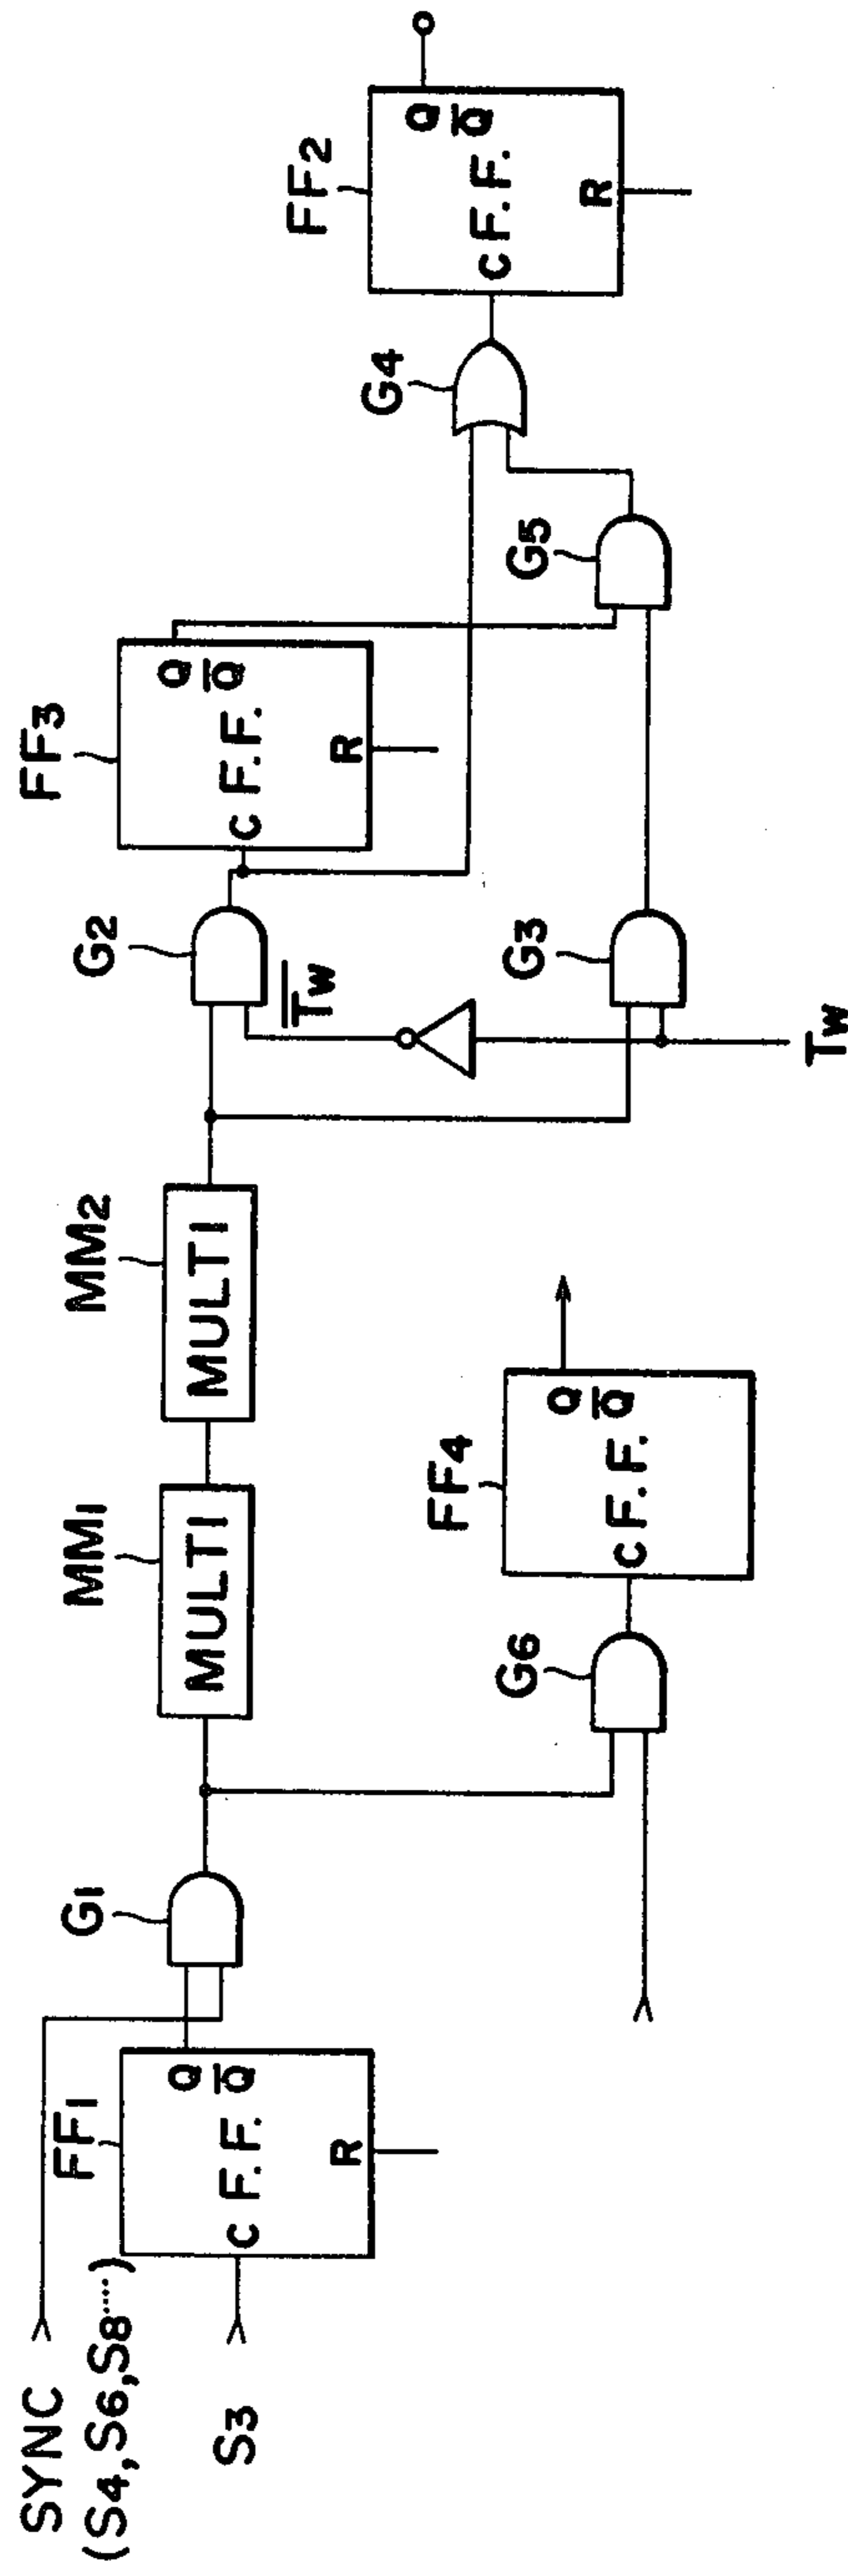 SYNC
(S4, S6, S8.....)
S3
FF1
C F.F.
Q
Q̅
R
G1
MM1
MULTI
MM2
MULTI
G6
FF4
C F.F.
Q
Q̅
G2
T̅w̅
G3
Tw
FF3
C F.F.
Q
Q̅
R
G5
G4
FF2
C F.F.
Q
Q̅
R